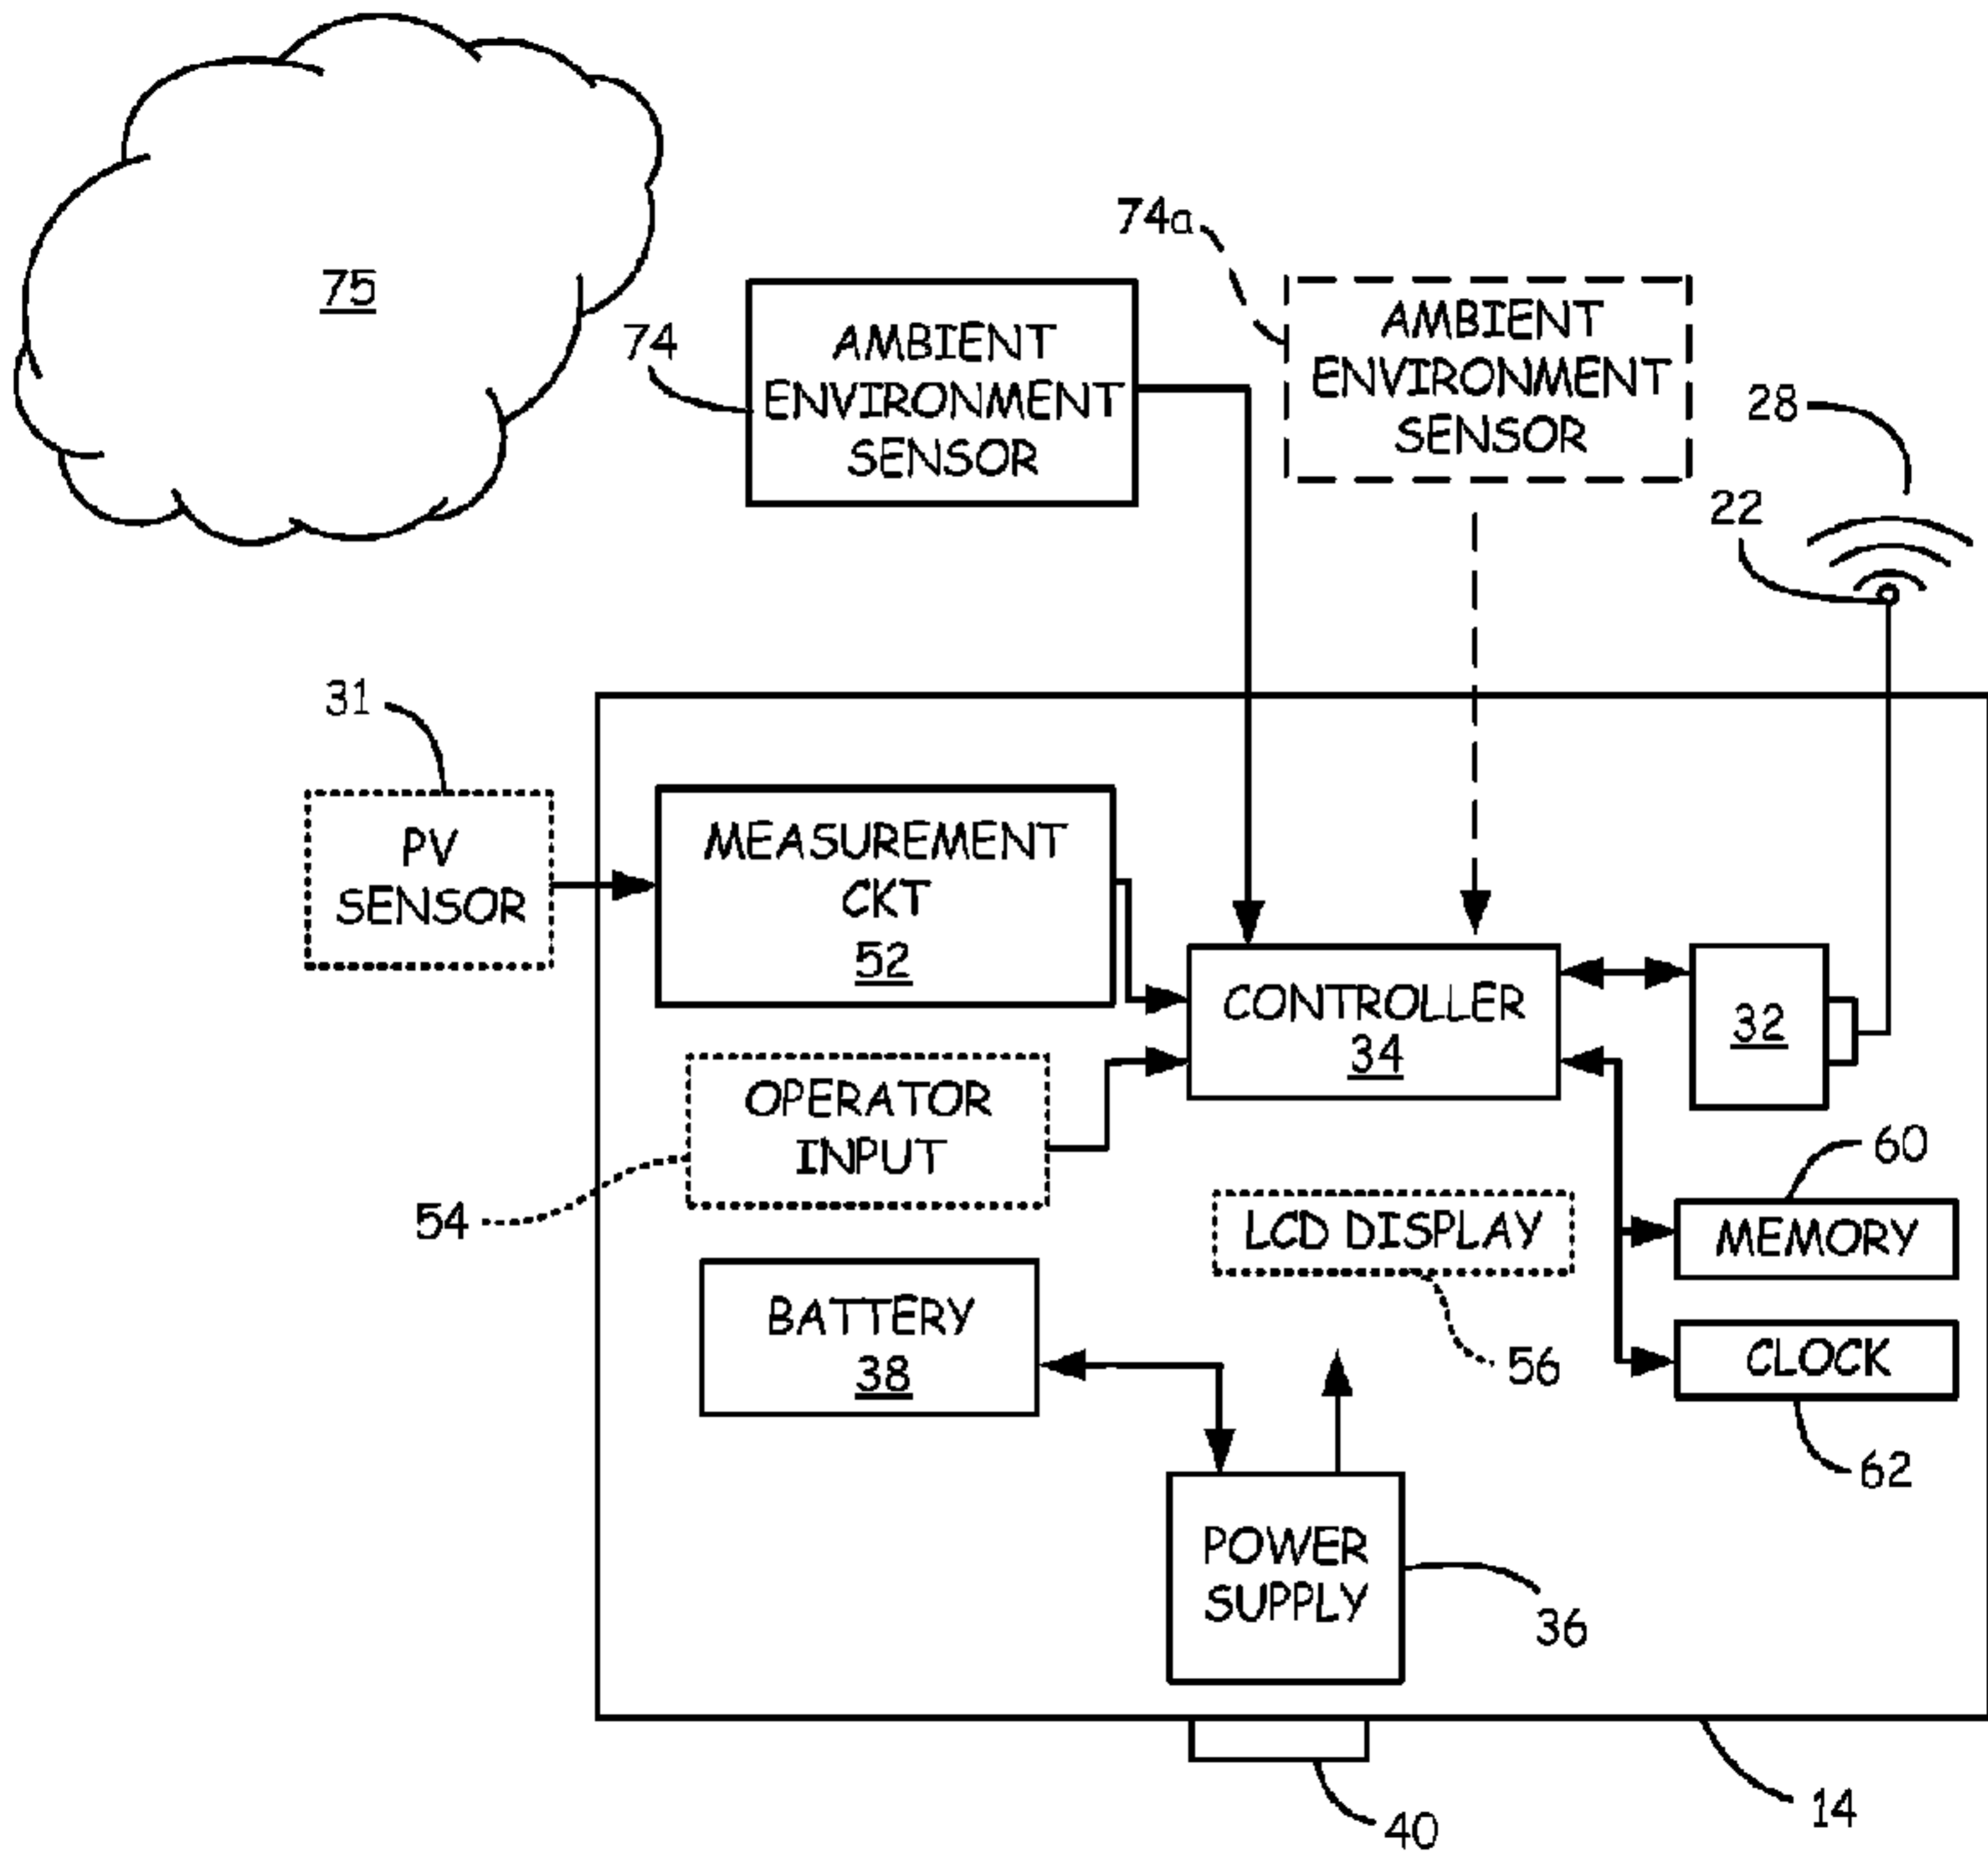 75
74a
74
AMBIENT
ENVIRONMENT
SENSOR
AMBIENT
ENVIRONMENT
SENSOR
28
22
31
PV
SENSOR
MEASUREMENT
CKT
52
CONTROLLER
34
32
OPERATOR
INPUT
54
60
LCD DISPLAY
MEMORY
BATTERY
38
56
CLOCK
62
POWER
SUPPLY
36
14
40